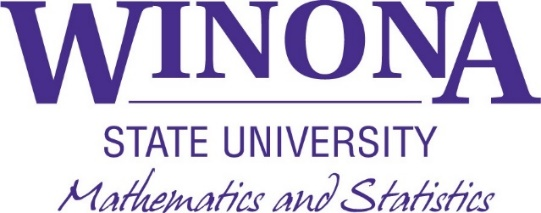 WINONA
STATE UNIVERSITY
Mathematics and Statistics